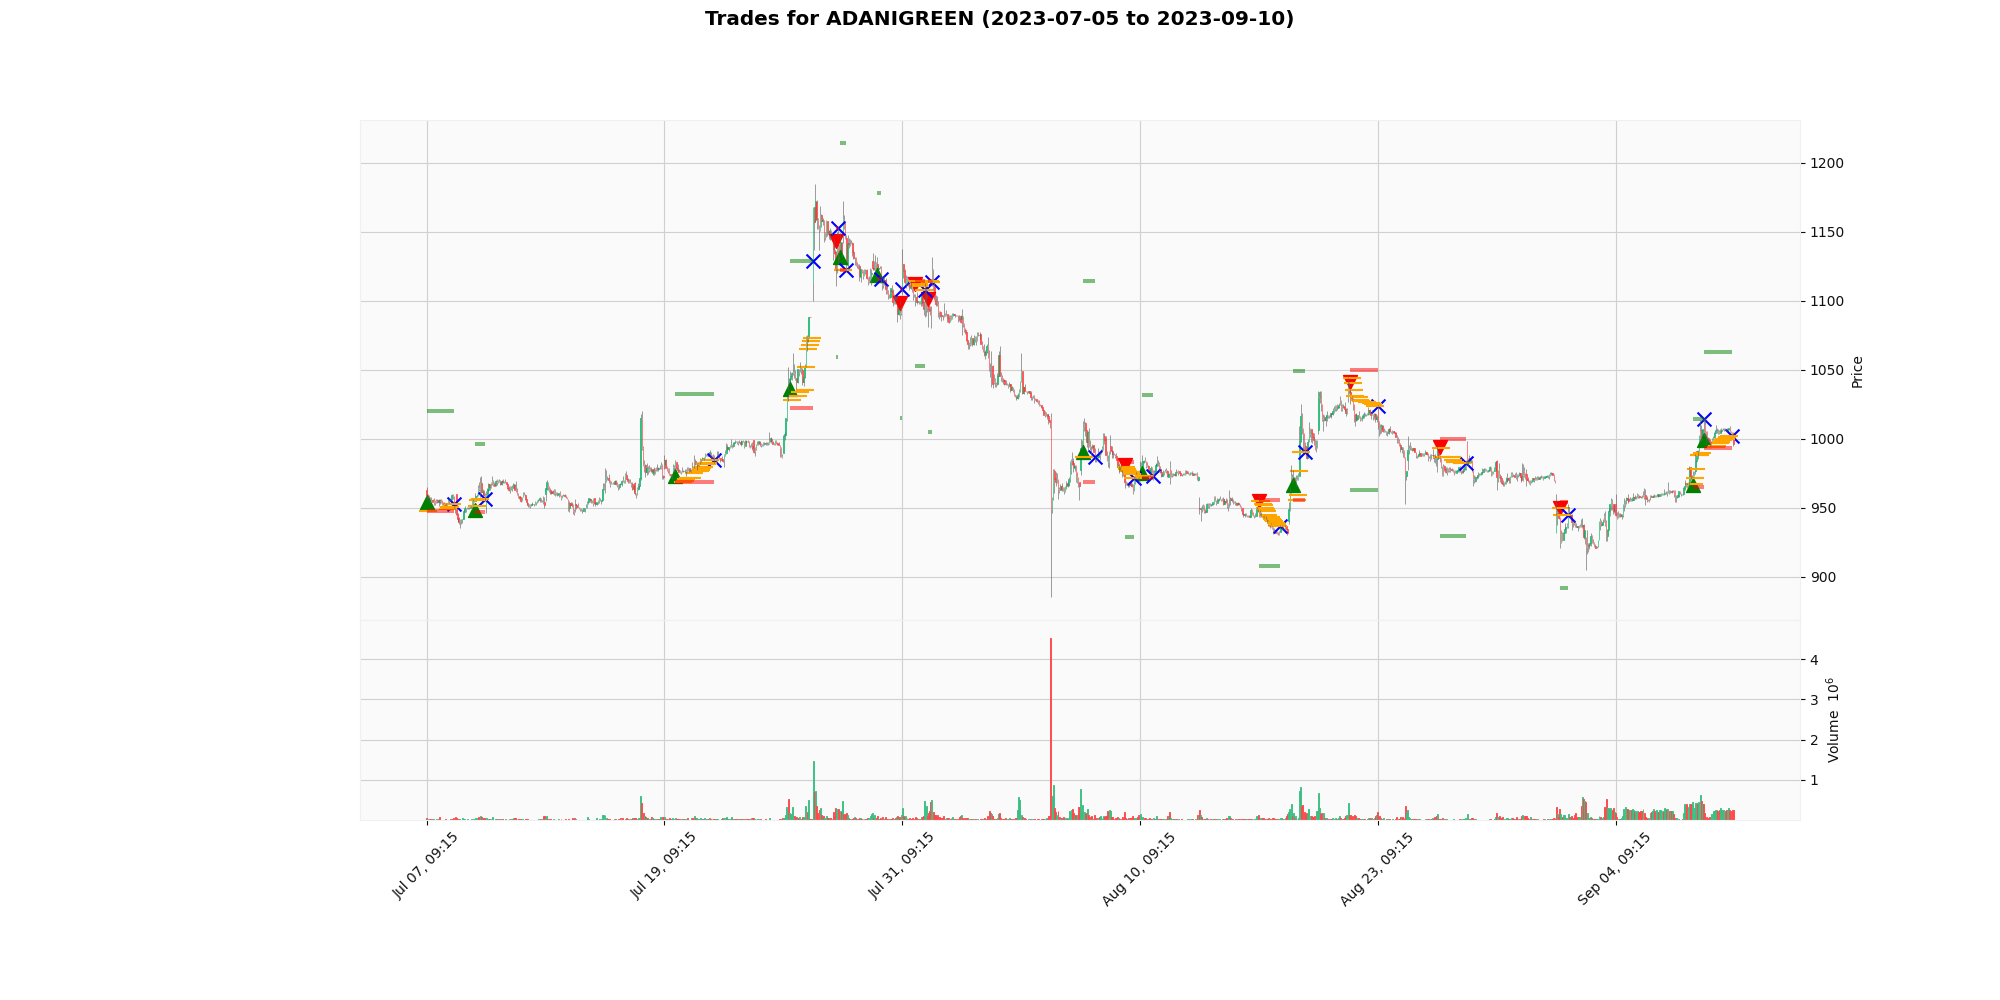 Trades for ADANIGREEN (2023-07-05 to 2023-09-10)
1200
1150
1100
1050
1000
950
900
Price
4
3
2
1
Volume 10^6
Jul 07, 09:15
Jul 19, 09:15
Jul 31, 09:15
Aug 10, 09:15
Aug 23, 09:15
Sep 04, 09:15